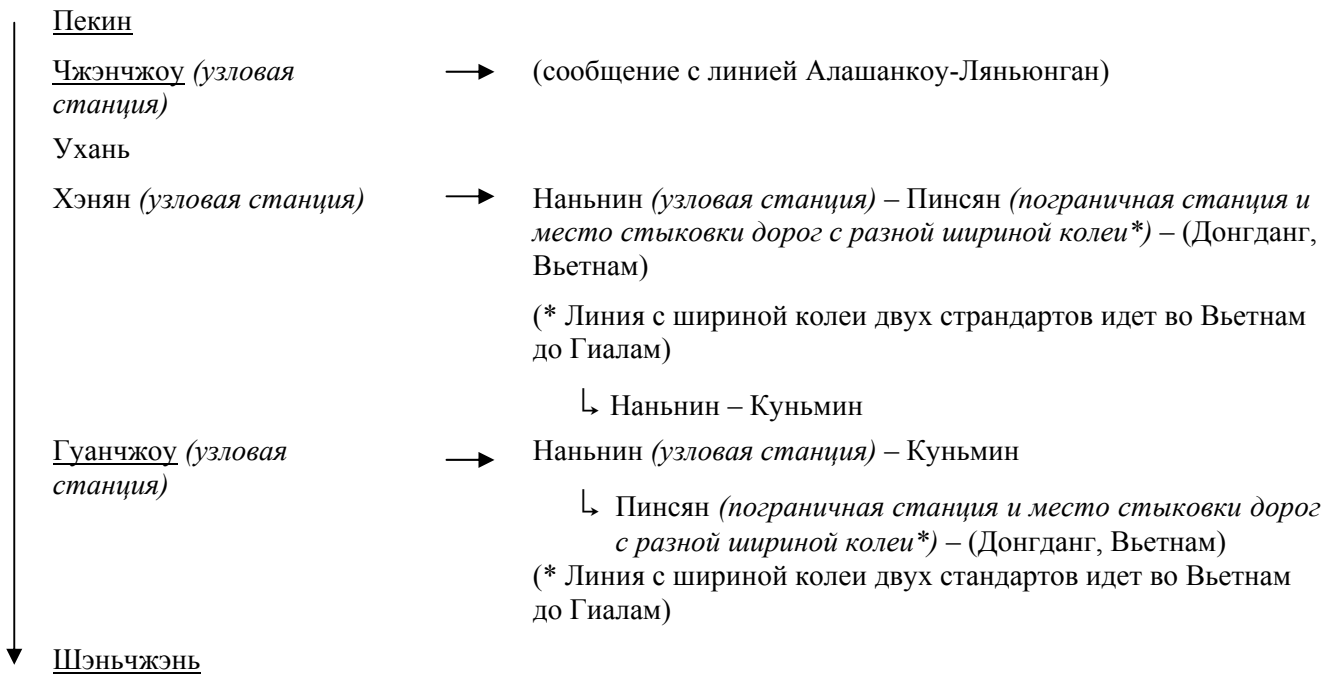 Пекин
Чжэнчжоу (узловая
станция)
(сообщение с линией Алашанкоу-Ляньюнган)
Ухань
Хэнян (узловая станция)
Наньнин (узловая станция) – Пинсян (пограничная станция и
место стыковки дорог с разной шириной колеи*) – (Донгданг,
Вьетнам)
(* Линия с шириной колеи двух страндартов идет во Вьетнам
до Гиалам)
Наньнин – Куньмин
Гуанчжоу (узловая
станция)
Наньнин (узловая станция) – Куньмин
Пинсян (пограничная станция и место стыковки дорог
с разной шириной колеи*) – (Донгданг, Вьетнам)
(* Линия с шириной колеи двух стандартов идет во Вьетнам
до Гиалам)
Шэньчжэнь